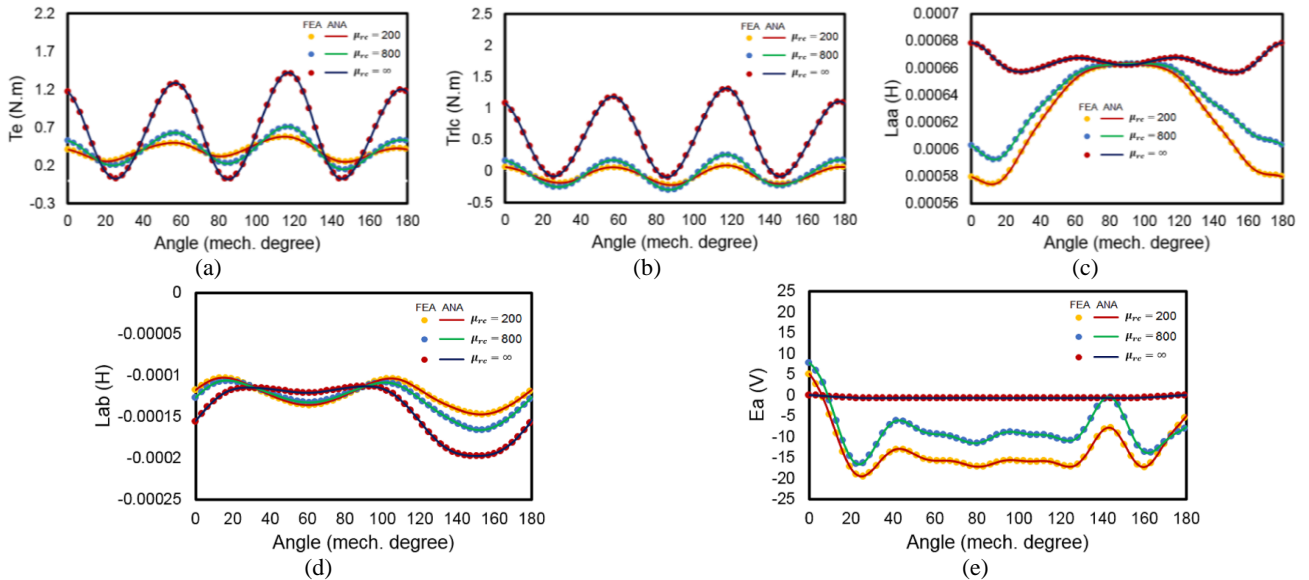 2.2
1.7
1.2
0.7
0.2
-0.3
Te (N.m)
FEA ANA
μrc = 200
μrc = 800
μrc = ∞
0 20 40 60 80 100 120 140 160 180
Angle (mech. degree)
(a)
2.5
2
1.5
1
0.5
0
-0.5
Trlc (N.m)
FEA ANA
μrc = 200
μrc = 800
μrc = ∞
0 20 40 60 80 100 120 140 160 180
Angle (mech. degree)
(b)
0.0007
0.00068
0.00066
0.00064
0.00062
0.0006
0.00058
0.00056
Laa (H)
FEA ANA
μrc = 200
μrc = 800
μrc = ∞
0 20 40 60 80 100 120 140 160 180
Angle (mech. degree)
(c)
0
-0.00005
-0.0001
-0.00015
-0.0002
-0.00025
Lab (H)
FEA ANA
μrc = 200
μrc = 800
μrc = ∞
0 20 40 60 80 100 120 140 160 180
Angle (mech. degree)
(d)
25
20
15
10
5
0
-5
-10
-15
-20
-25
Ea (V)
FEA ANA
μrc = 200
μrc = 800
μrc = ∞
0 20 40 60 80 100 120 140 160 180
Angle (mech. degree)
(e)